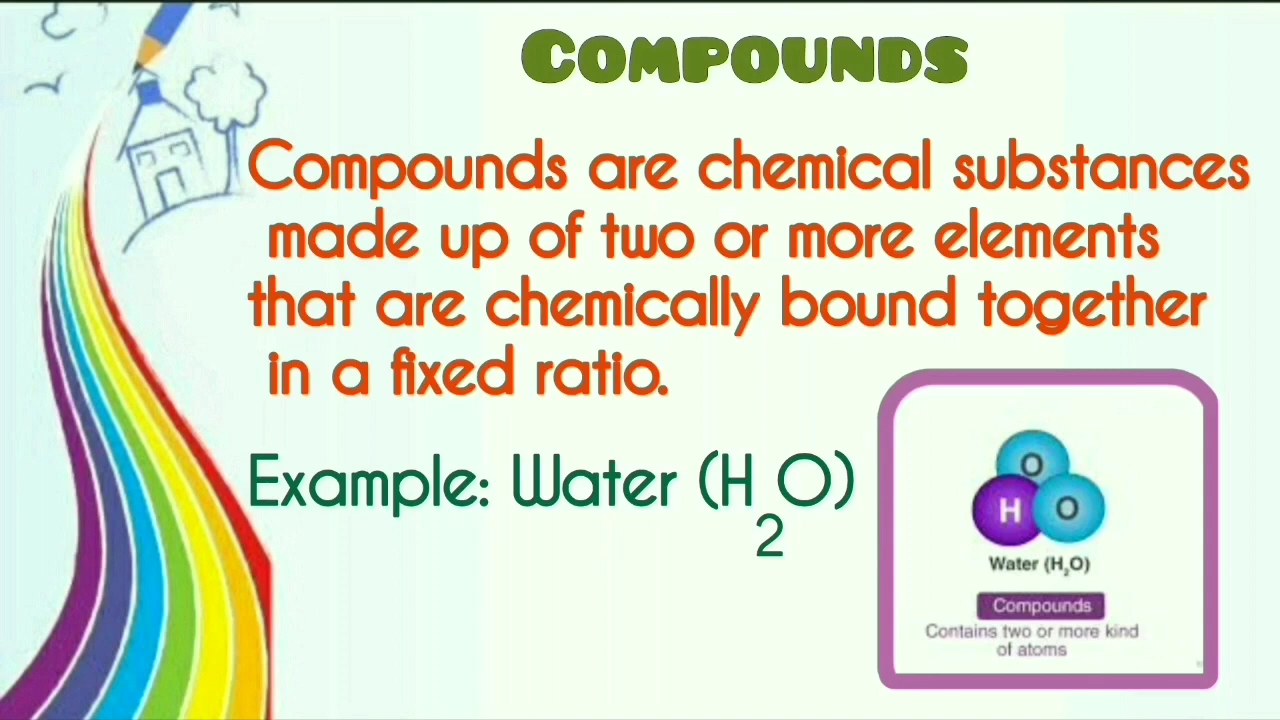 COMPOUNDS
Compounds are chemical substances
made up of two or more elements
that are chemically bound together
in a fixed ratio.
Example: Water (H₂O)
O
H O
Water (H₂O)
Compounds
Contains two or more kind
of atoms